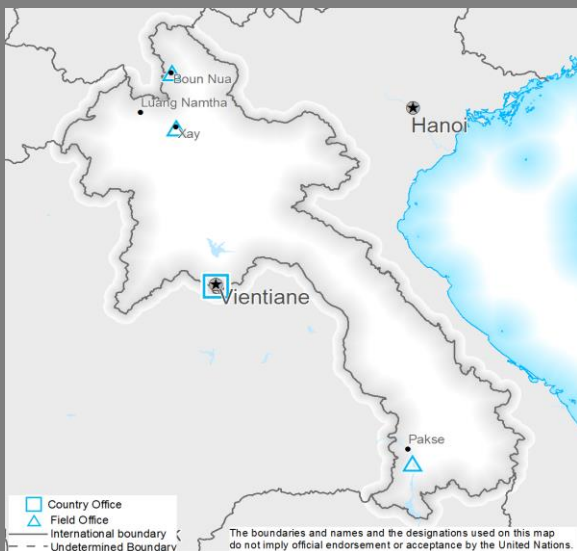 Boun Nua
Luang Namtha
Xay
Hanoi
Vientiane
Pakse
Country Office
Field Office
International boundary K
Undetermined Boundary
The boundaries and names and the designations used on this map
do not imply official endorsement or acceptance by the United Nations.